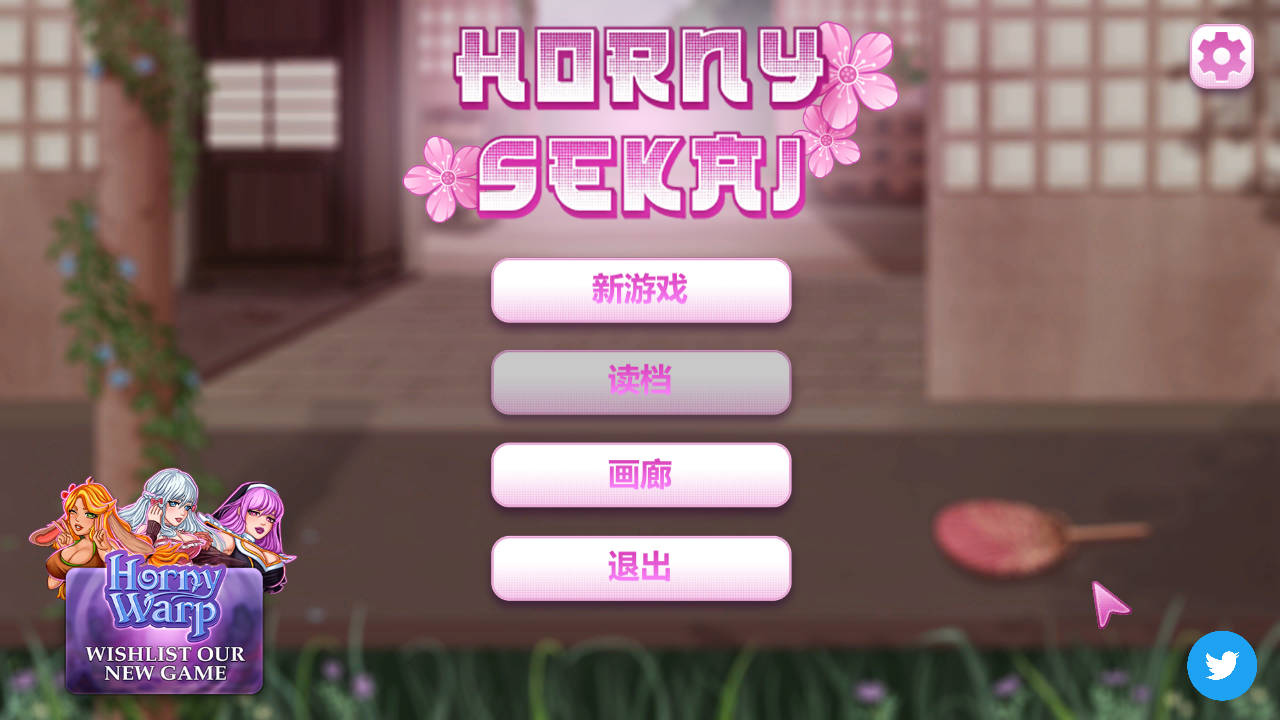 HORNY
SEKAI
新游戏
读档
画廊
退出
Horny
Warp
WISHLIST OUR
NEW GAME